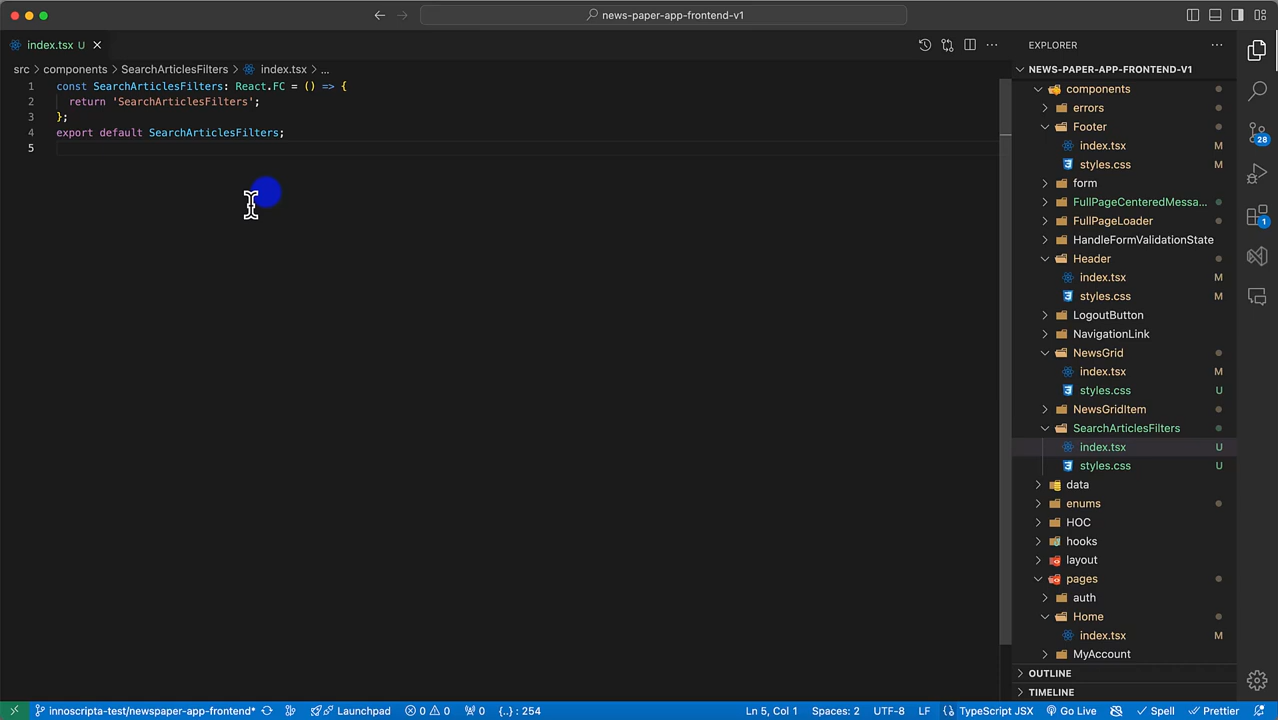 news-paper-app-frontend-v1
index.tsx U
src > components > SearchArticlesFilters > index.tsx > ...
1 const SearchArticlesFilters: React.FC = () => {
2 return 'SearchArticlesFilters';
3 };
4 export default SearchArticlesFilters;
5
EXPLORER
NEWS-PAPER-APP-FRONTEND-V1
components
errors
Footer
index.tsx M
styles.css M
form
FullPageCenteredMessa...
FullPageLoader
HandleFormValidationState
Header
index.tsx M
styles.css M
LogoutButton
NavigationLink
NewsGrid
index.tsx M
styles.css U
NewsGridItem
SearchArticlesFilters
index.tsx U
styles.css U
data
enums
HOC
hooks
layout
pages
auth
Home
index.tsx M
MyAccount
OUTLINE
TIMELINE
28
1
innoscripta-test/newspaper-app-frontend* Launchpad 0 0 0 {..} : 254 Ln 5, Col 1 Spaces: 2 UTF-8 LF {} TypeScript JSX Go Live Spell Prettier